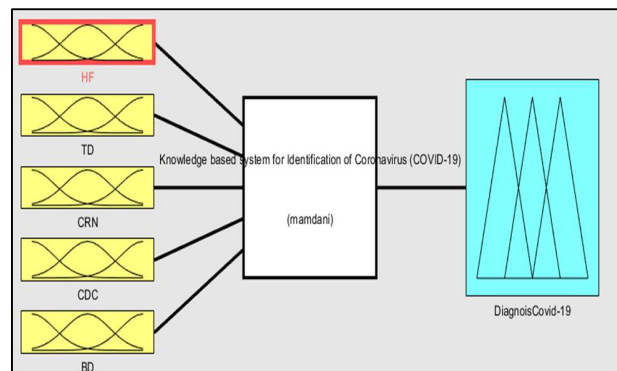 HF
TD
CRN
CDC
BD
Knowledge based system for Identification of Coronavirus (COVID-19)
(mamdani)
DiagnoisCovid-19